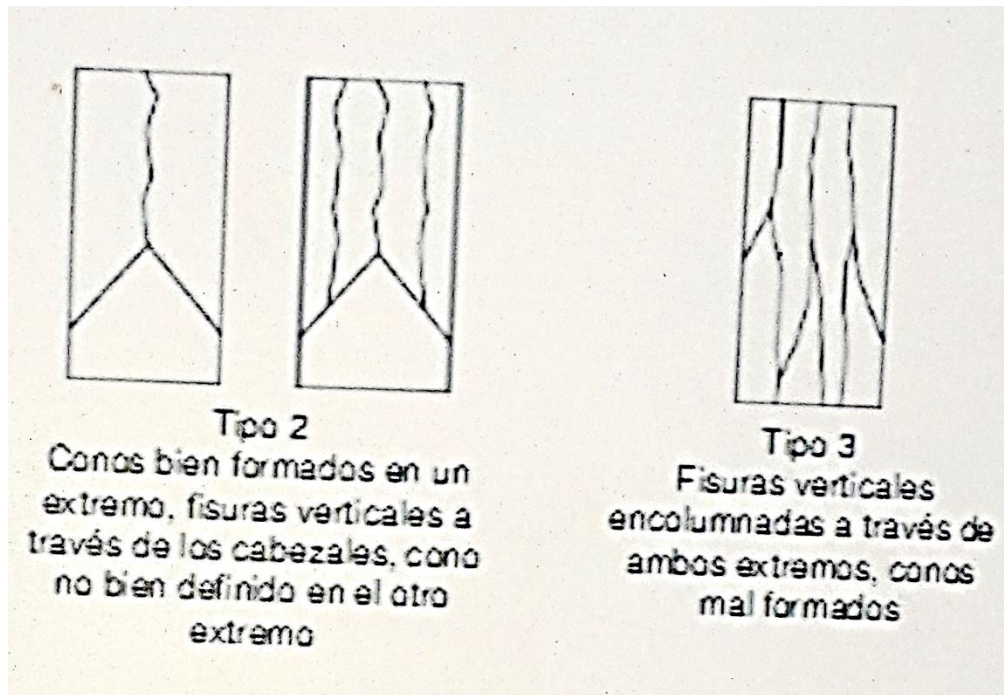 Tipo 2
Conos bien formados en un
extremo, fisuras verticales a
través de los cabezales, cono
no bien definido en el otro
extremo
Tipo 3
Fisuras verticales
encolumnadas a través de
ambos extremos, conos
mal formados